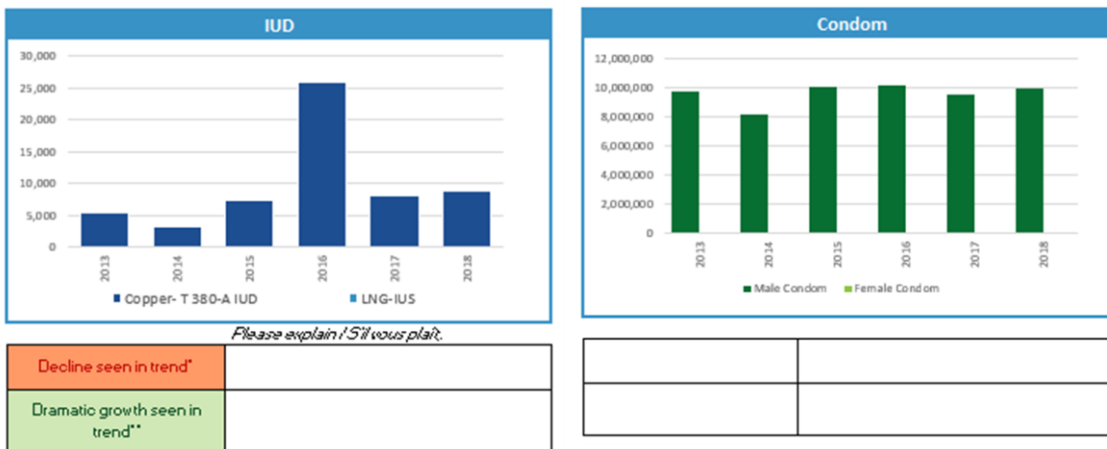 IUD
30,000
25,000
20,000
15,000
10,000
5,000
0
2013
2014
2015
2016
2017
2018
Copper- T 380-A IUD
LNG-IUS
Condom
12,000,000
10,000,000
8,000,000
6,000,000
4,000,000
2,000,000
0
2013
2014
2015
2016
2017
2018
Male Condom
Female Condom
Please explain / S'il vous plaît.
Decline seen in trend*
Dramatic growth seen in
trend**